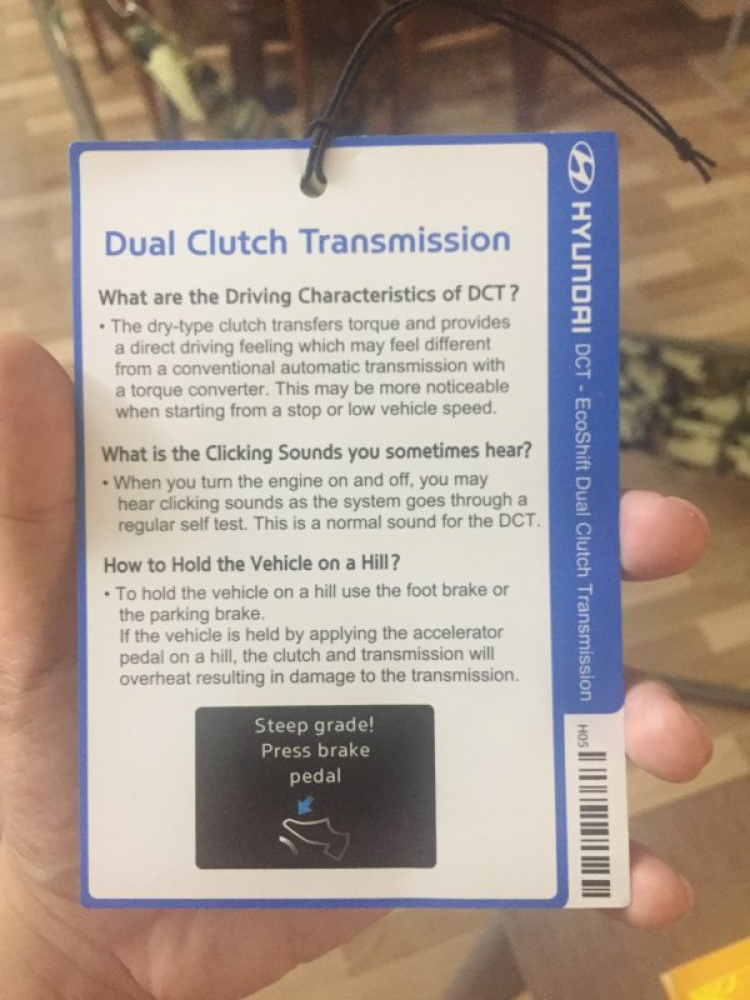 Dual Clutch Transmission
What are the Driving Characteristics of DCT?
• The dry-type clutch transfers torque and provides
a direct driving feeling which may feel different
from a conventional automatic transmission with
a torque converter. This may be more noticeable
when starting from a stop or low vehicle speed.
What is the Clicking Sounds you sometimes hear?
• When you turn the engine on and off, you may
hear clicking sounds as the system goes through a
regular self test. This is a normal sound for the DCT.
How to Hold the Vehicle on a Hill?
• To hold the vehicle on a hill use the foot brake or
the parking brake.
If the vehicle is held by applying the accelerator
pedal on a hill, the clutch and transmission will
overheat resulting in damage to the transmission.
Steep grade!
Press brake
pedal
HYUNDAI DCT - EcoShift Dual Clutch Transmission
H05